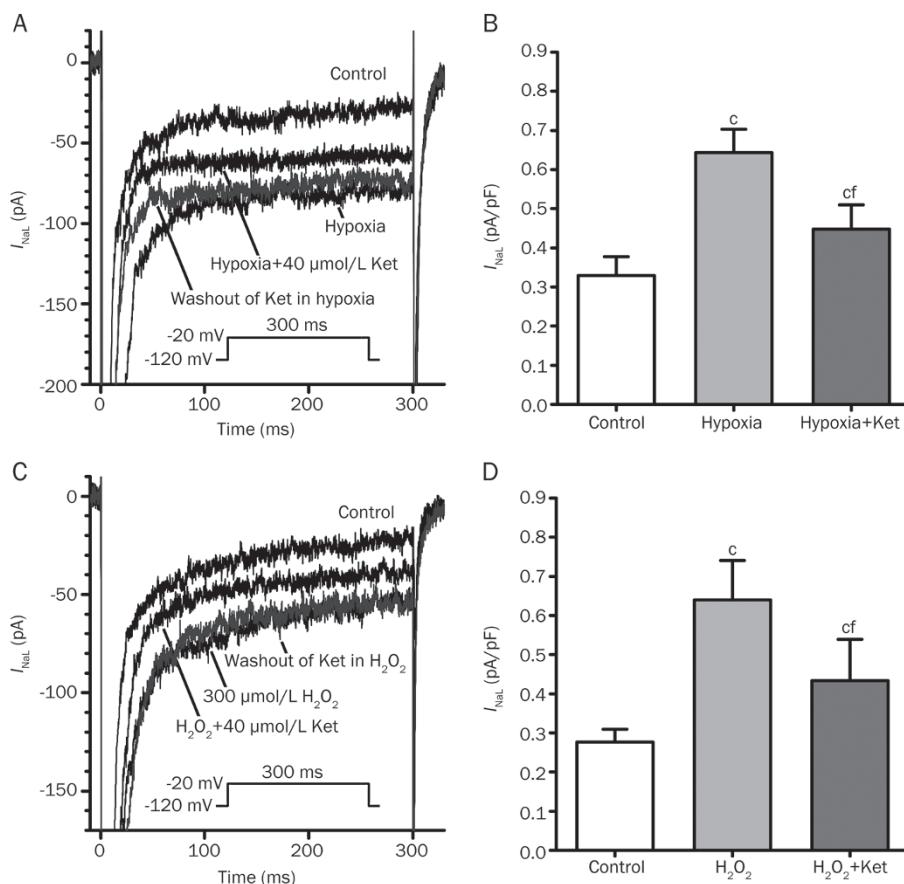 A
0
-50
-100
-150
-200
I_NaL (pA)
Control
Hypoxia
Hypoxia+40 µmol/L Ket
Washout of Ket in hypoxia
300 ms
-20 mV
-120 mV
0 100 200 300
Time (ms)
B
0.9
0.8
0.7
0.6
0.5
0.4
0.3
0.2
0.1
0.0
I_NaL (pA/pF)
c
cf
Control Hypoxia Hypoxia+Ket
C
0
-50
-100
-150
I_NaL (pA)
Control
Washout of Ket in H₂O₂
300 µmol/L H₂O₂
H₂O₂+40 µmol/L Ket
300 ms
-20 mV
-120 mV
0 100 200 300
Time (ms)
D
0.9
0.8
0.7
0.6
0.5
0.4
0.3
0.2
0.1
0.0
I_NaL (pA/pF)
c
cf
Control H₂O₂ H₂O₂+Ket